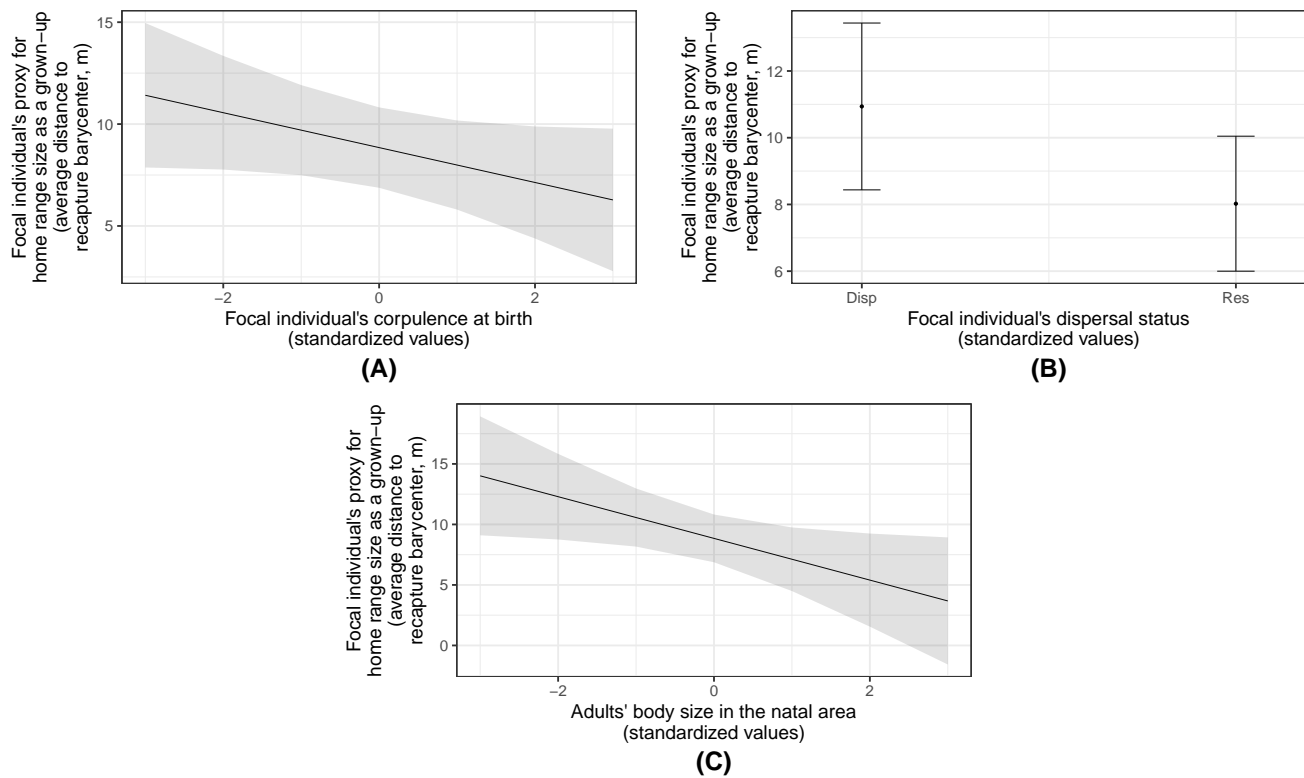 Focal individual's proxy for
home range size as a grown−up
(average distance to
recapture barycenter, m)
15
10
5
−2
0
2
Focal individual's corpulence at birth
(standardized values)
(A)
Focal individual's proxy for
home range size as a grown−up
(average distance to
recapture barycenter, m)
12
10
8
6
Disp
Res
Focal individual's dispersal status
(standardized values)
(B)
Focal individual's proxy for
home range size as a grown−up
(average distance to
recapture barycenter, m)
15
10
5
0
−2
0
2
Adults' body size in the natal area
(standardized values)
(C)